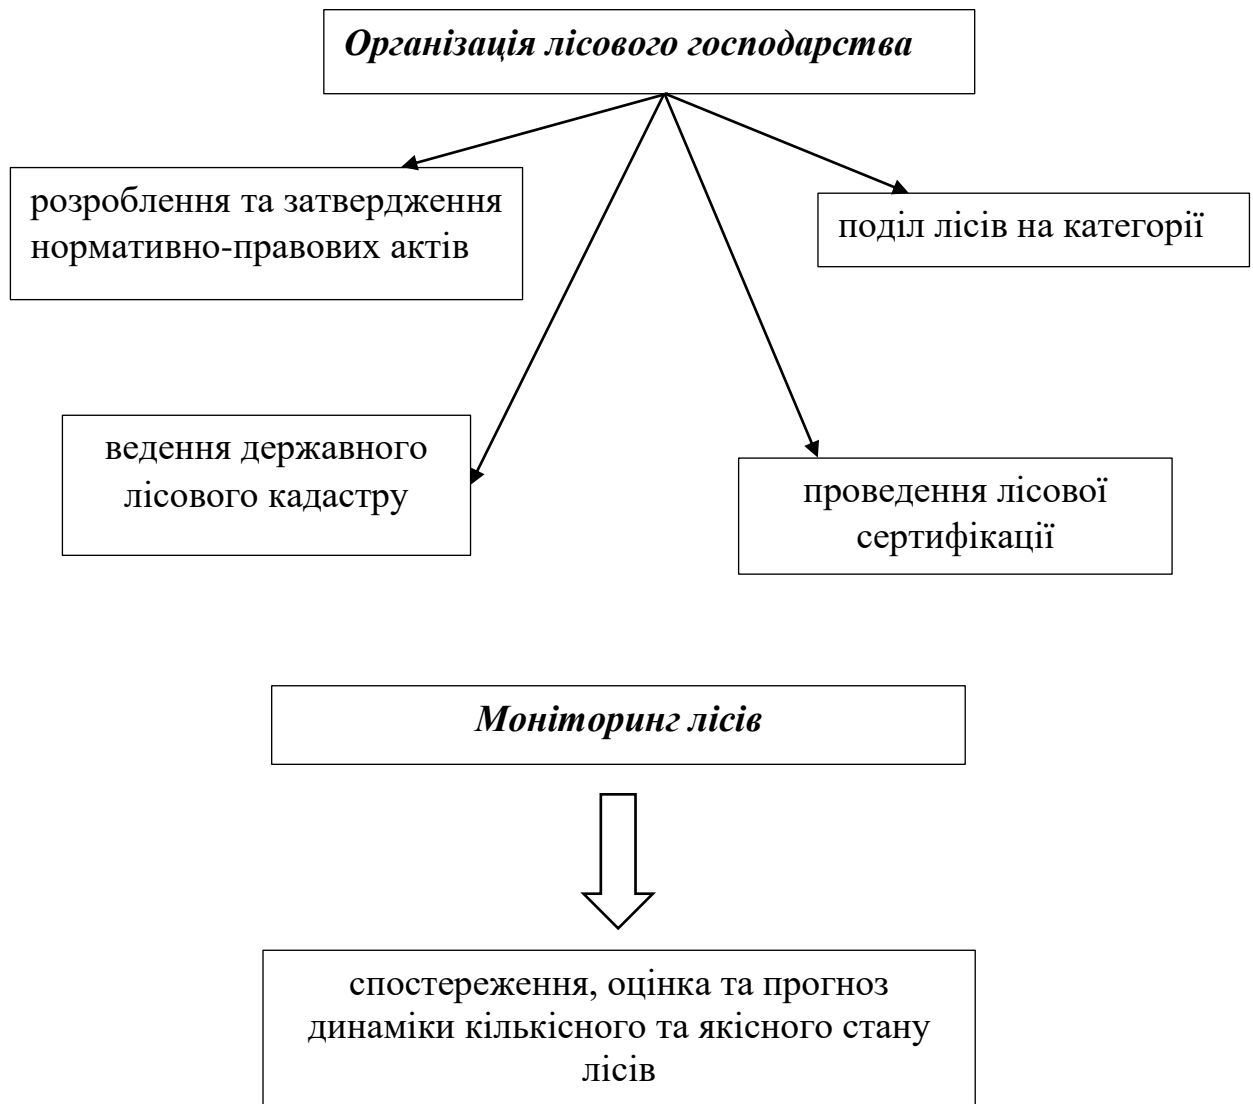 Організація лісового господарства
розроблення та затвердження
нормативно-правових актів
поділ лісів на категорії
ведення державного
лісового кадастру
проведення лісової
сертифікації
Моніторинг лісів
спостереження, оцінка та прогноз
динаміки кількісного та якісного стану
лісів